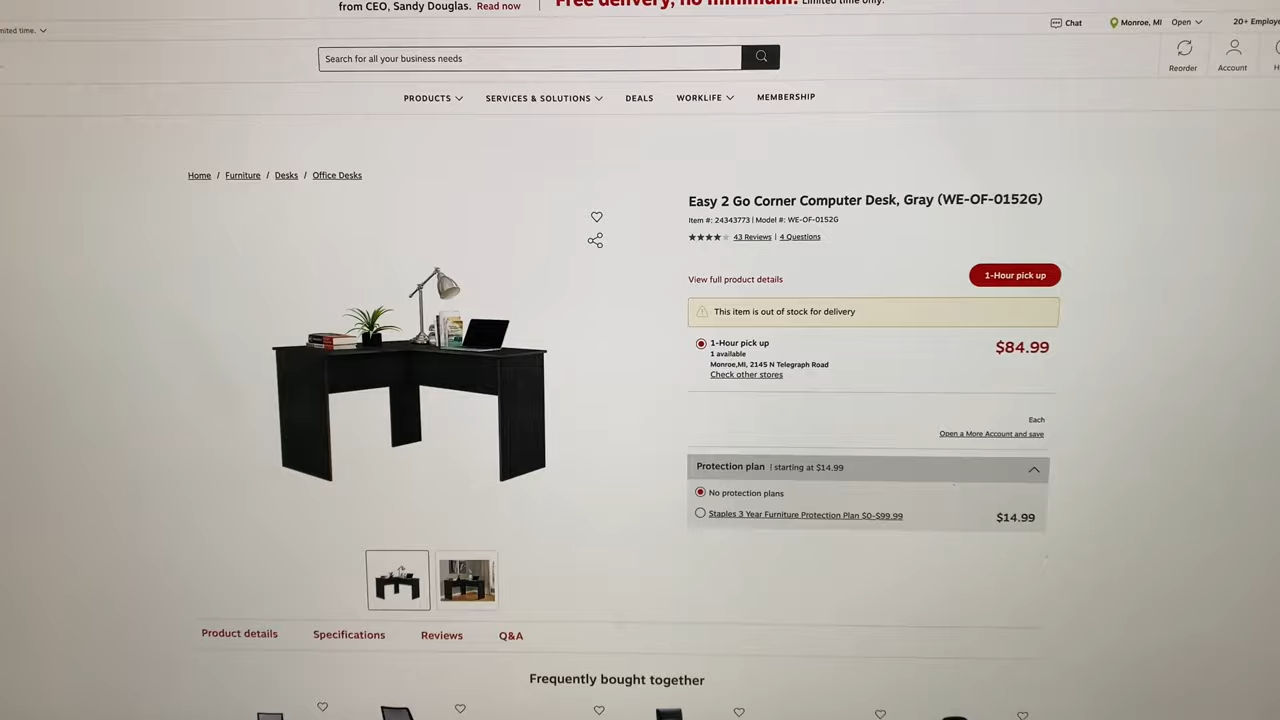 from CEO, Sandy Douglas. Read now
Free delivery, no minimum. Limited time only.
limited time.
Chat
Monroe, MI Open
20+
Search for all your business needs
Reorder
Account
PRODUCTS
SERVICES & SOLUTIONS
DEALS
WORKLIFE
MEMBERSHIP
Home / Furniture / Desks / Office Desks
Easy 2 Go Corner Computer Desk, Gray (WE-OF-0152G)
Item #: 24343773 | Model #: WE-OF-0152G
43 Reviews | 4 Questions
View full product details
1-Hour pick up
This item is out of stock for delivery
1-Hour pick up
$84.99
1 available
Monroe,MI, 2145 N Telegraph Road
Check other stores
Each
Open a More Account and save
Protection plan | starting at $14.99
No protection plans
Staples 3 Year Furniture Protection Plan $0-$99.99
$14.99
Product details
Specifications
Reviews
Q&A
Frequently bought together